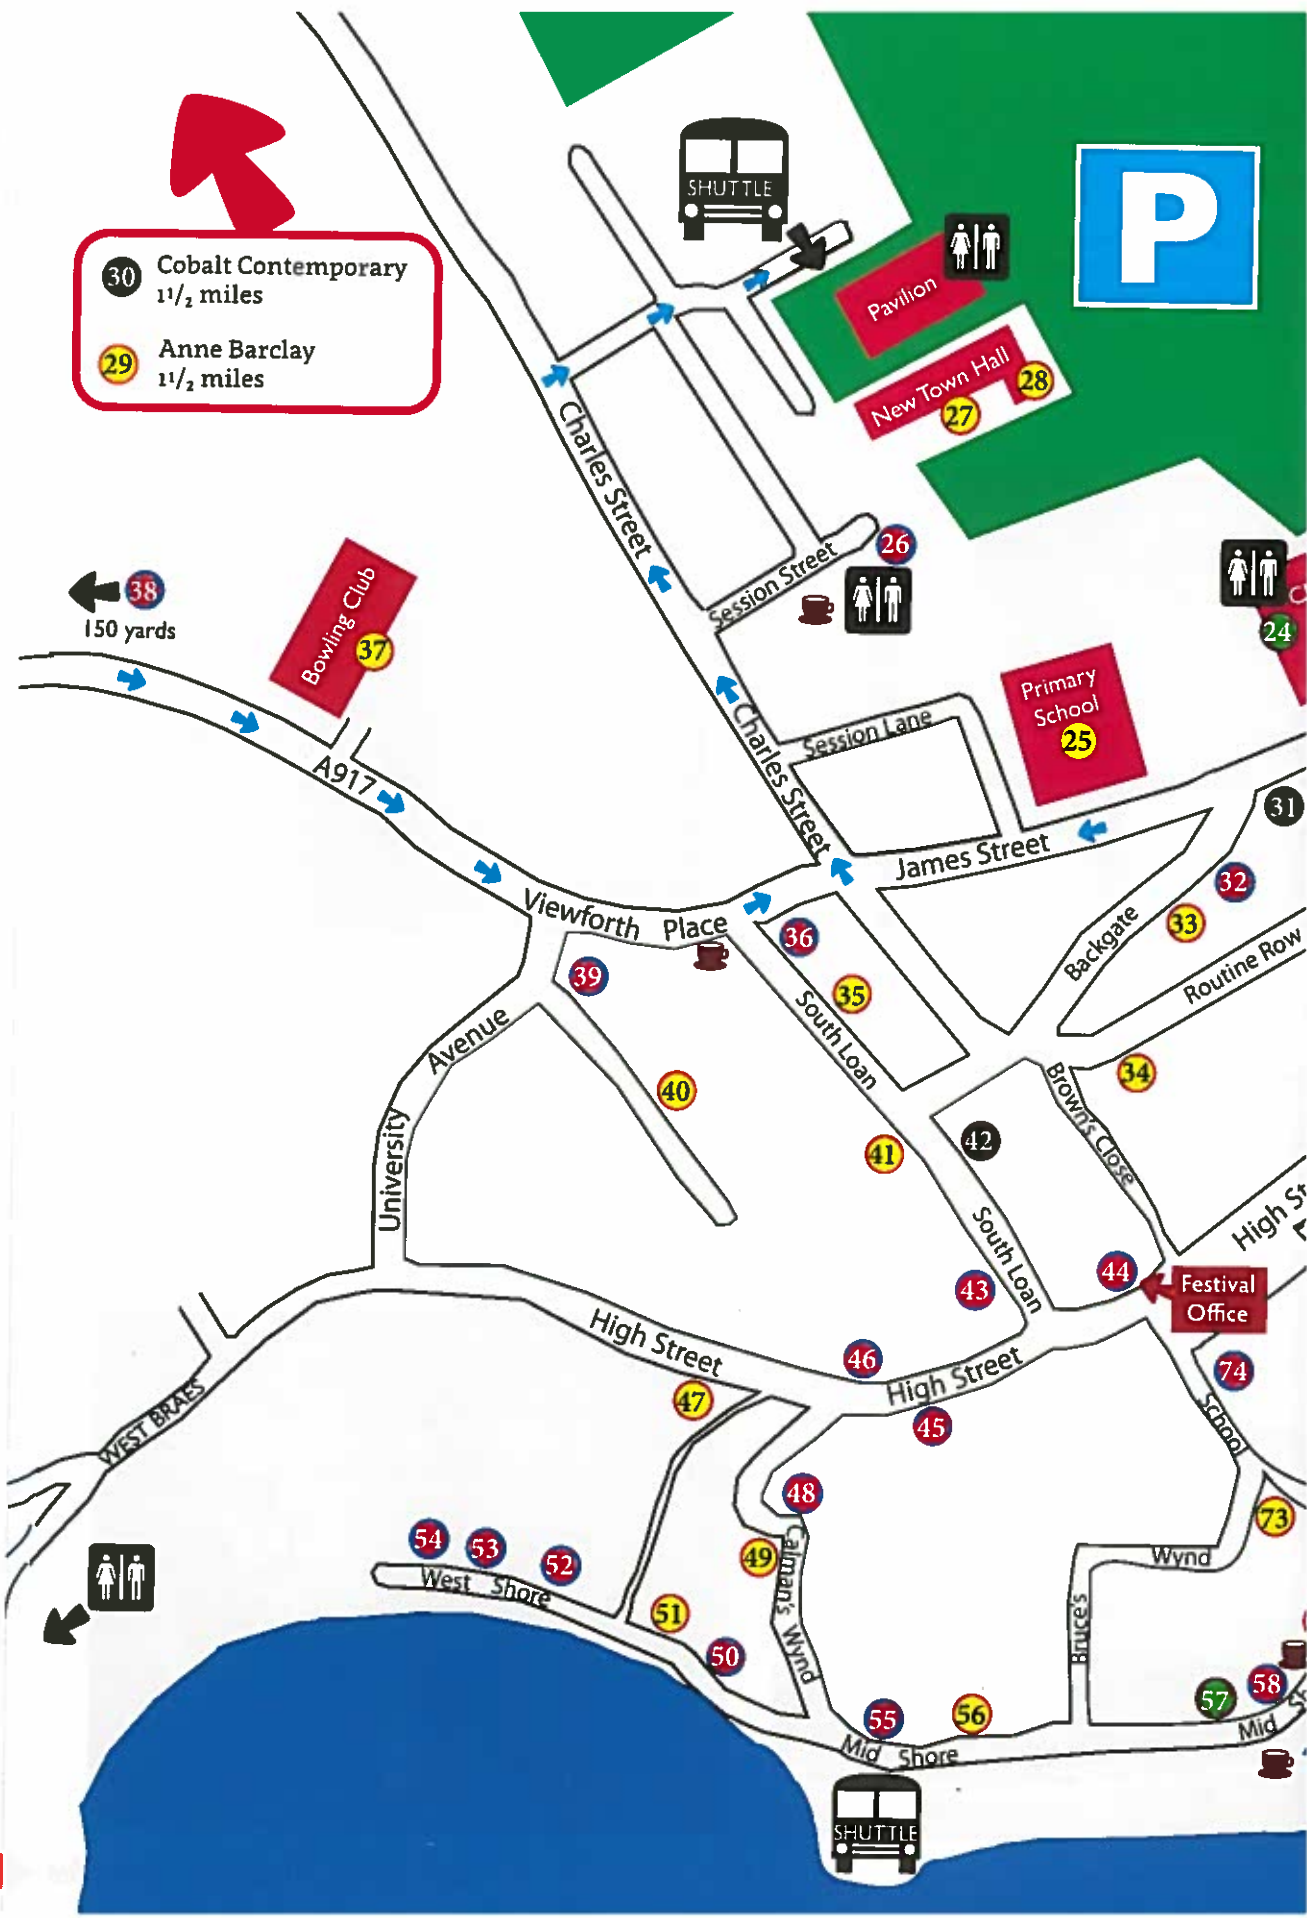 SHUTTLE
P
30 Cobalt Contemporary
1 1/2 miles
29 Anne Barclay
1 1/2 miles
Pavilion
New Town Hall
28
27
Charles Street
26
Session Street
38
150 yards
Bowling Club
37
24
Primary
School
25
Session Lane
Charles Street
A917
James Street
31
32
33
Viewforth Place
36
Backgate
Routine Row
39
35
South Loan
University Avenue
40
34
Brown's Close
41
42
South Loan
High St
43
44
Festival
Office
High Street
46
High Street
74
WEST BRAES
47
45
School
48
73
54
53
52
49
Calman's Wynd
Wynd
West Shore
51
Bruce's
50
57
58
55
56
Mid
Mid Shore
SHUTTLE